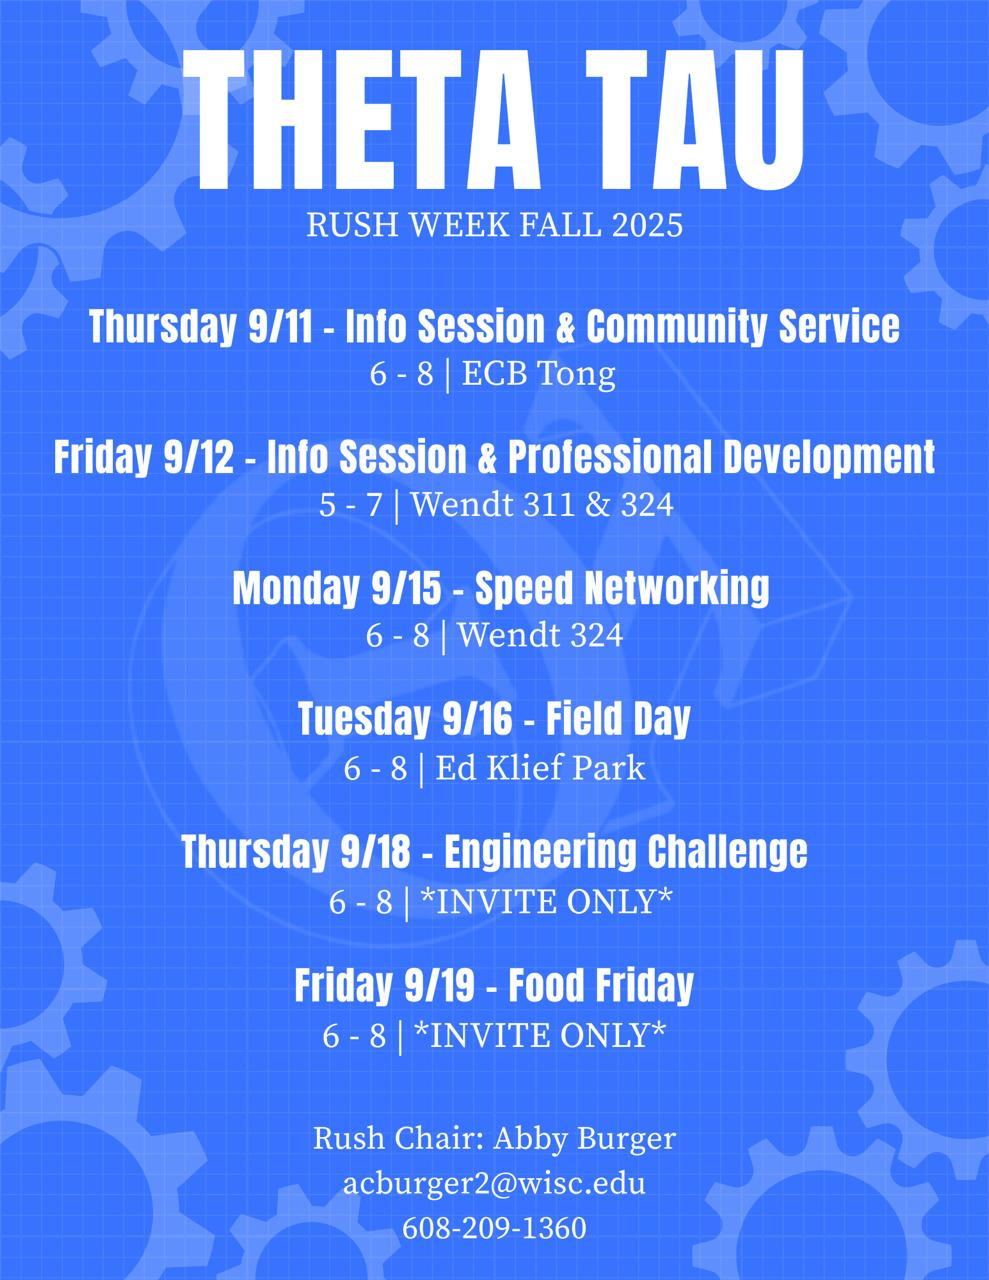 THETA TAU
RUSH WEEK FALL 2025
Thursday 9/11 - Info Session & Community Service
6 - 8 | ECB Tong
Friday 9/12 - Info Session & Professional Development
5 - 7 | Wendt 311 & 324
Monday 9/15 - Speed Networking
6 - 8 | Wendt 324
Tuesday 9/16 - Field Day
6 - 8 | Ed Klief Park
Thursday 9/18 - Engineering Challenge
6 - 8 | *INVITE ONLY*
Friday 9/19 - Food Friday
6 - 8 | *INVITE ONLY*
Rush Chair: Abby Burger
acburger2@wisc.edu
608-209-1360